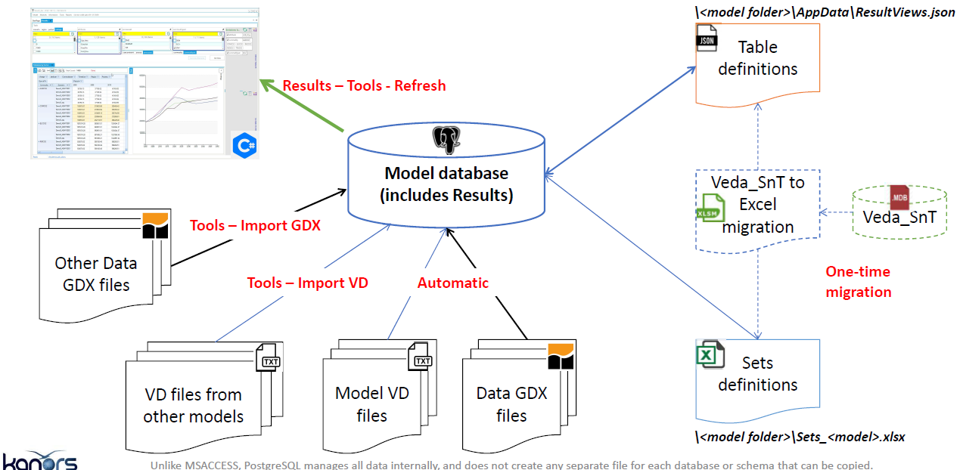 \<model folder>\AppData\ResultViews.json
JSON
Table
definitions
Results – Tools - Refresh
C#
Model database
(includes Results)
Veda_SnT to
Excel
migration
XLSM
.MDB
Veda_SnT
Tools – Import GDX
Other Data
GDX files
Tools – Import VD
Automatic
One-time
migration
TXT
VD files from
other models
TXT
Model VD
files
Data GDX
files
X
Sets
definitions
\<model folder>\Sets_<model>.xlsx
kanors
Unlike MSACCESS, PostgreSQL manages all data internally, and does not create any separate file for each database or schema that can be copied.